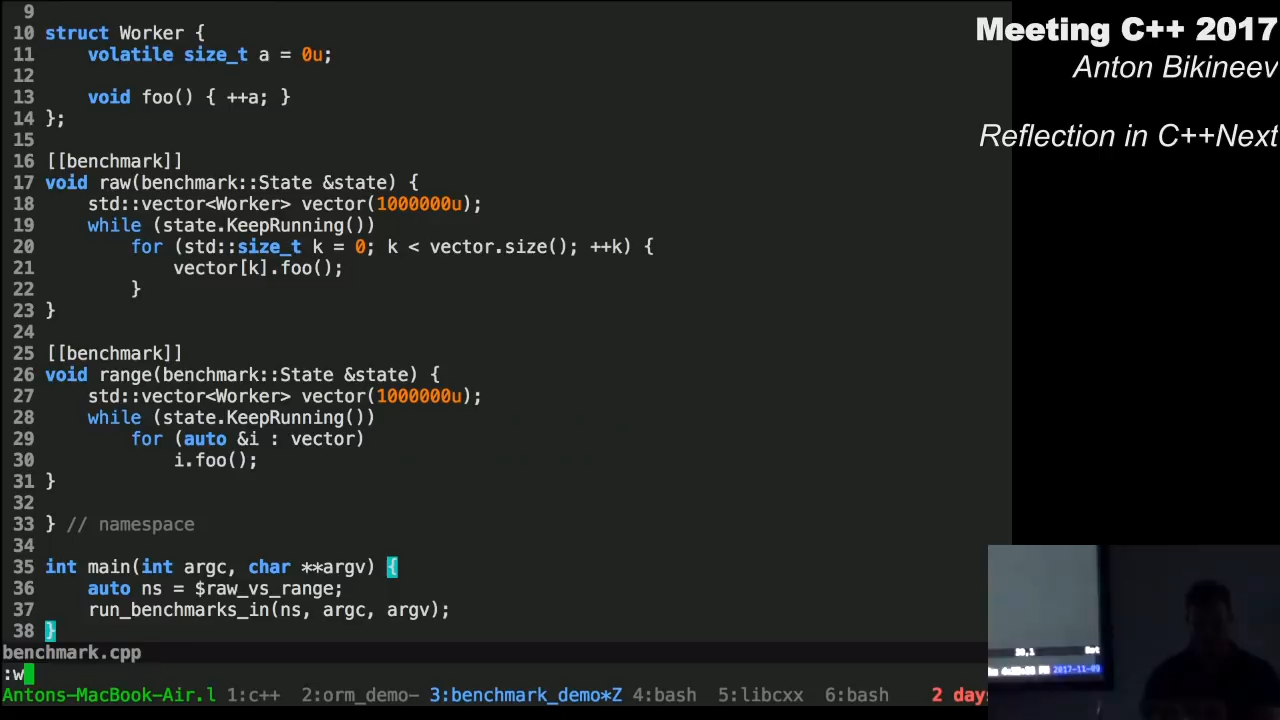 9
10 struct Worker {
11     volatile size_t a = 0u;
12
13     void foo() { ++a; }
14 };
15
16 [[benchmark]]
17 void raw(benchmark::State &state) {
18     std::vector<Worker> vector(1000000u);
19     while (state.KeepRunning())
20         for (std::size_t k = 0; k < vector.size(); ++k) {
21             vector[k].foo();
22         }
23 }
24
25 [[benchmark]]
26 void range(benchmark::State &state) {
27     std::vector<Worker> vector(1000000u);
28     while (state.KeepRunning())
29         for (auto &i : vector)
30             i.foo();
31 }
32
33 } // namespace
34
35 int main(int argc, char **argv) {
36     auto ns = $raw_vs_range;
37     run_benchmarks_in(ns, argc, argv);
38 }
benchmark.cpp
:w
Antons-MacBook-Air.l 1:c++ 2:orm_demo- 3:benchmark_demo*Z 4:bash 5:libcxx 6:bash 2 days
Meeting C++ 2017
Anton Bikineev
Reflection in C++Next
2017-11-09